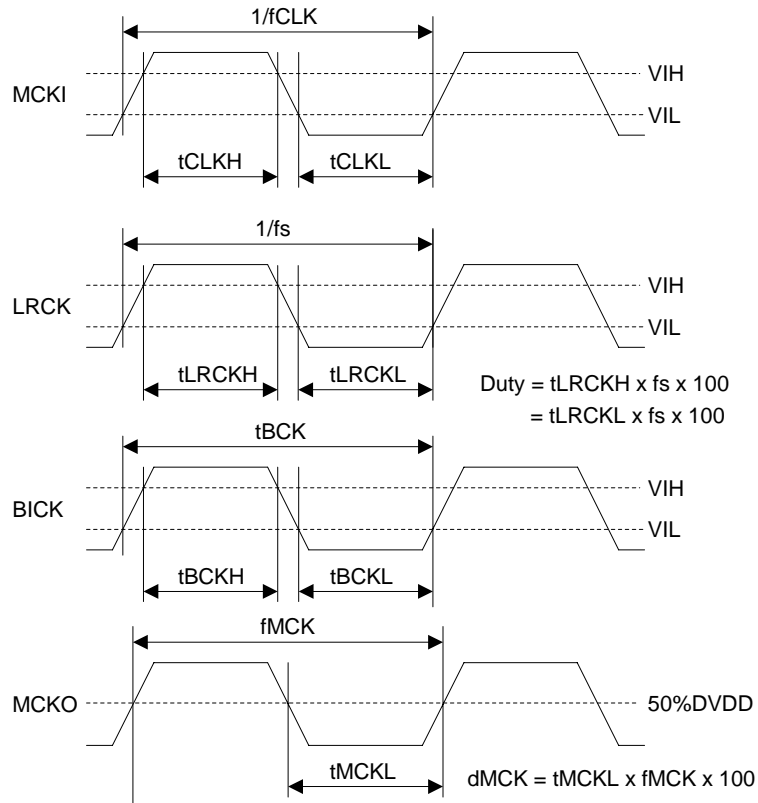 1/fCLK
MCKI
VIH
VIL
tCLKH
tCLKL
1/fs
LRCK
VIH
VIL
tLRCKH
tLRCKL
Duty = tLRCKH x fs x 100
= tLRCKL x fs x 100
tBCK
BICK
VIH
VIL
tBCKH
tBCKL
fMCK
MCKO
50%DVDD
tMCKL
dMCK = tMCKL x fMCK x 100